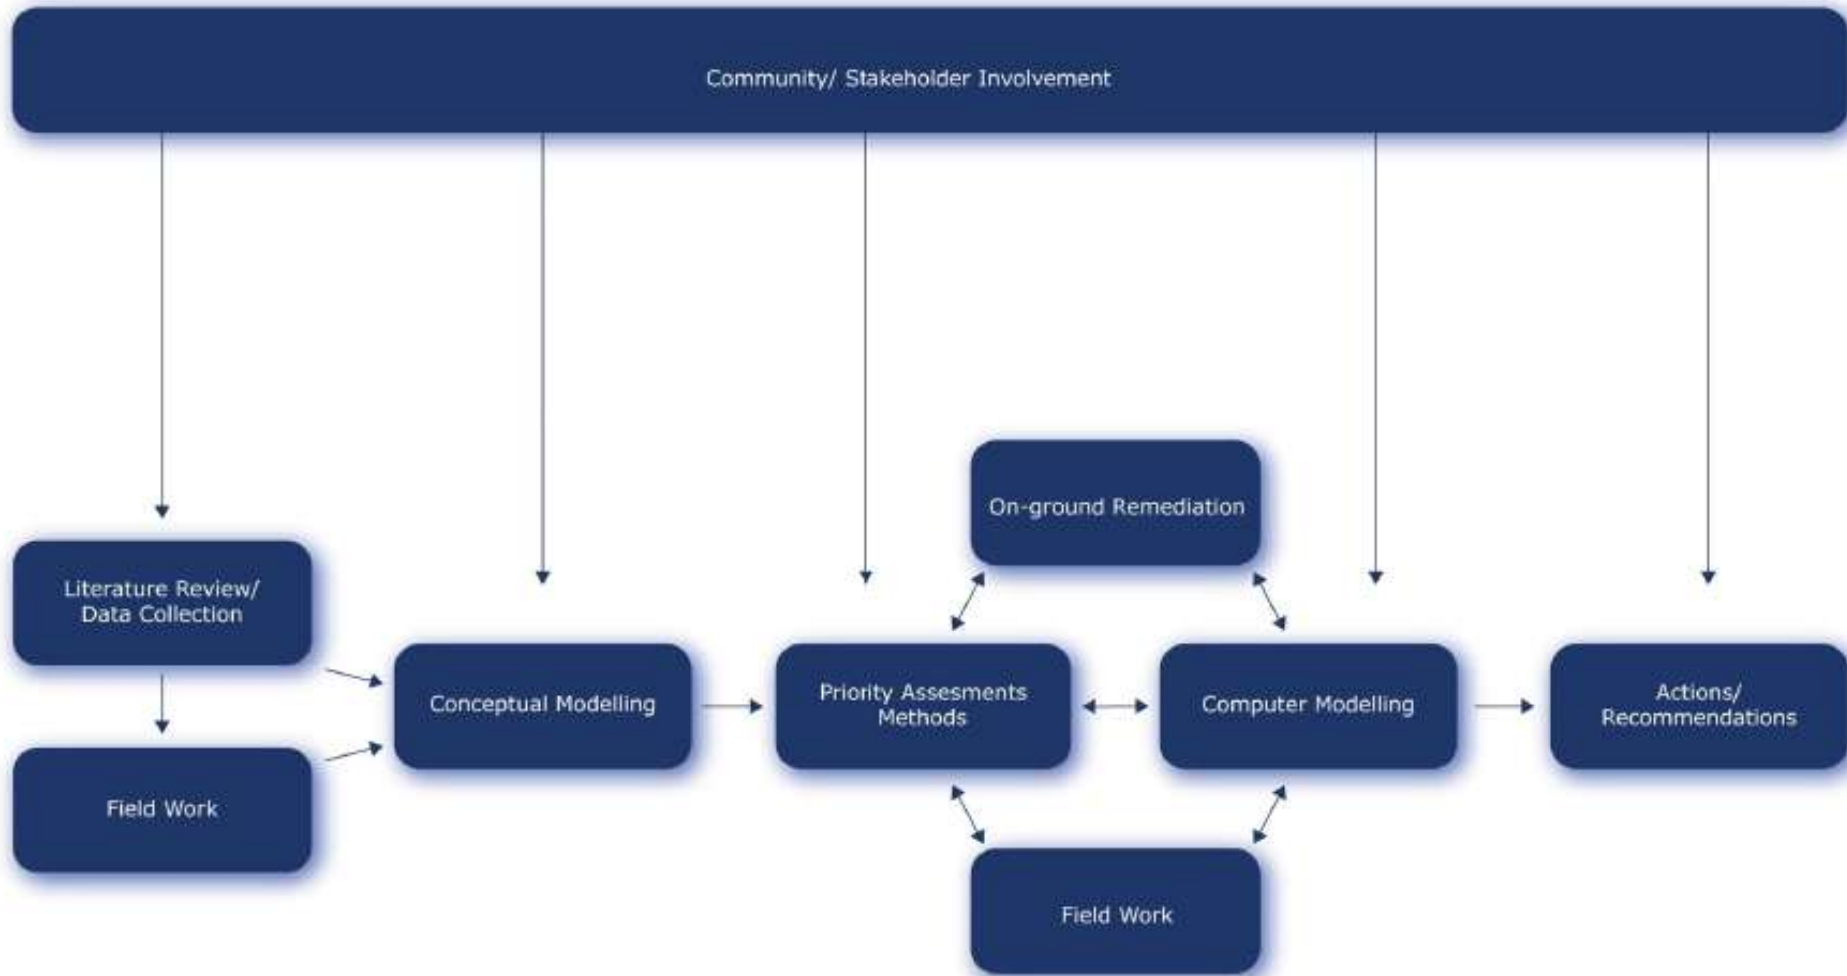 Community/ Stakeholder Involvement
On-ground Remediation
Literature Review/
Data Collection
Conceptual Modelling
Priority Assesments
Methods
Computer Modelling
Actions/
Recommendations
Field Work
Field Work